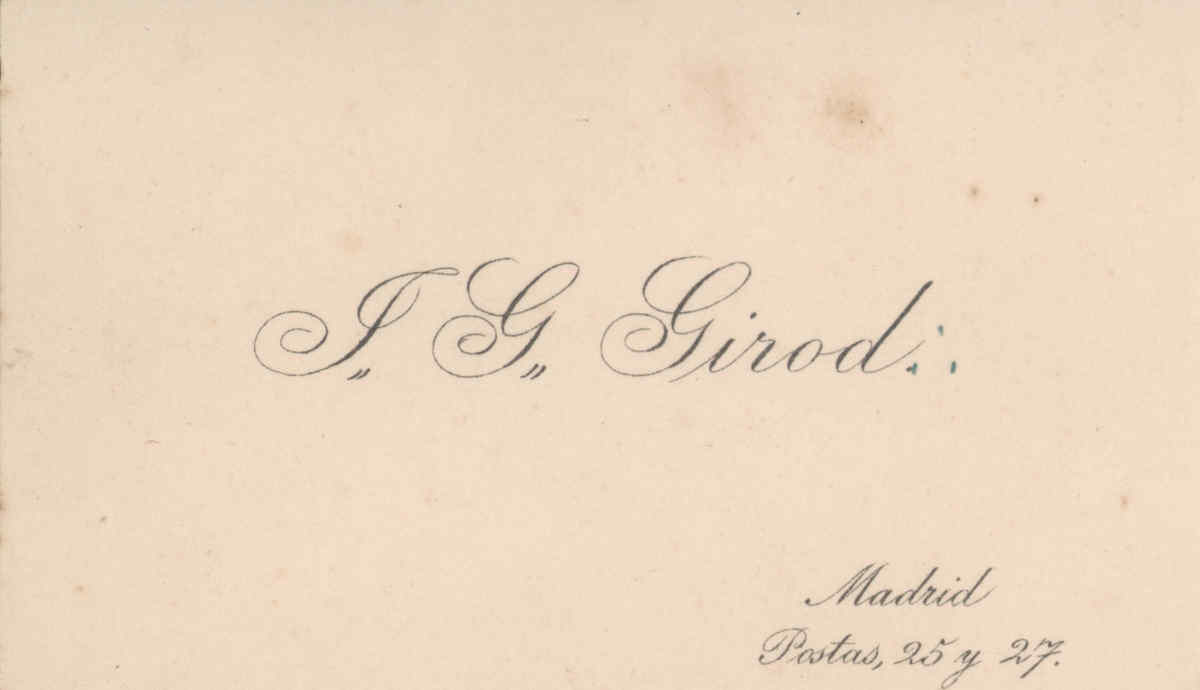 J. G. Girod.∴
Madrid
Postas, 25 y 27.